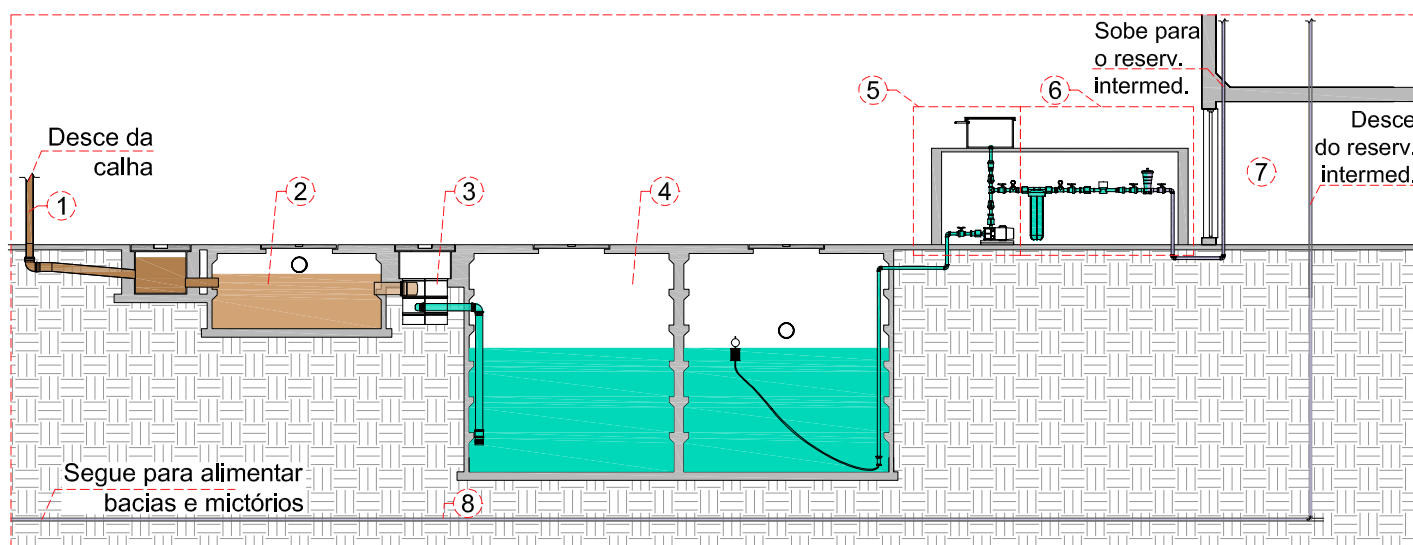 Sobe para
o reserv.
intermed.
5
6
Desce
do reserv.
intermed.
Desce da
calha
1
2
3
4
7
Segue para alimentar
bacias e mictórios
8